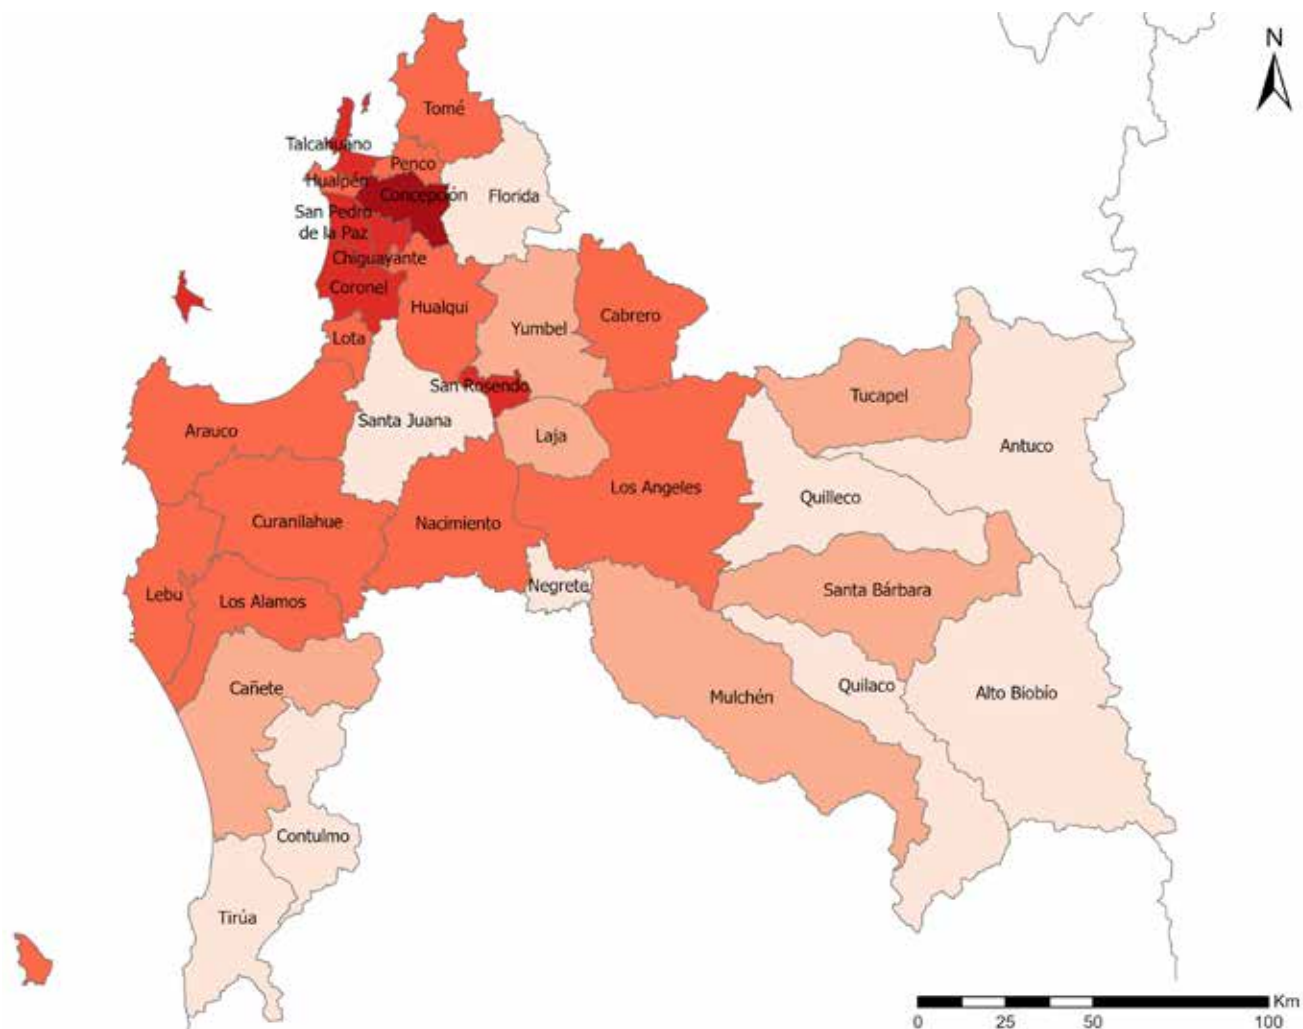 N
Tomé
Talcahuano
Penco
Hualpén
Concepción
Florida
San Pedro
de la Paz
Chiguayante
Coronel
Hualqui
Cabrero
Yumbel
Lota
San Rosendo
Tucapel
Santa Juana
Arauco
Laja
Antuco
Los Angeles
Quilleco
Curanilahue
Nacimiento
Negrete
Santa Bárbara
Lebu
Los Alamos
Cañete
Quilaco
Alto Biobío
Mulchén
Contulmo
Tirúa
Km
0 25 50 100